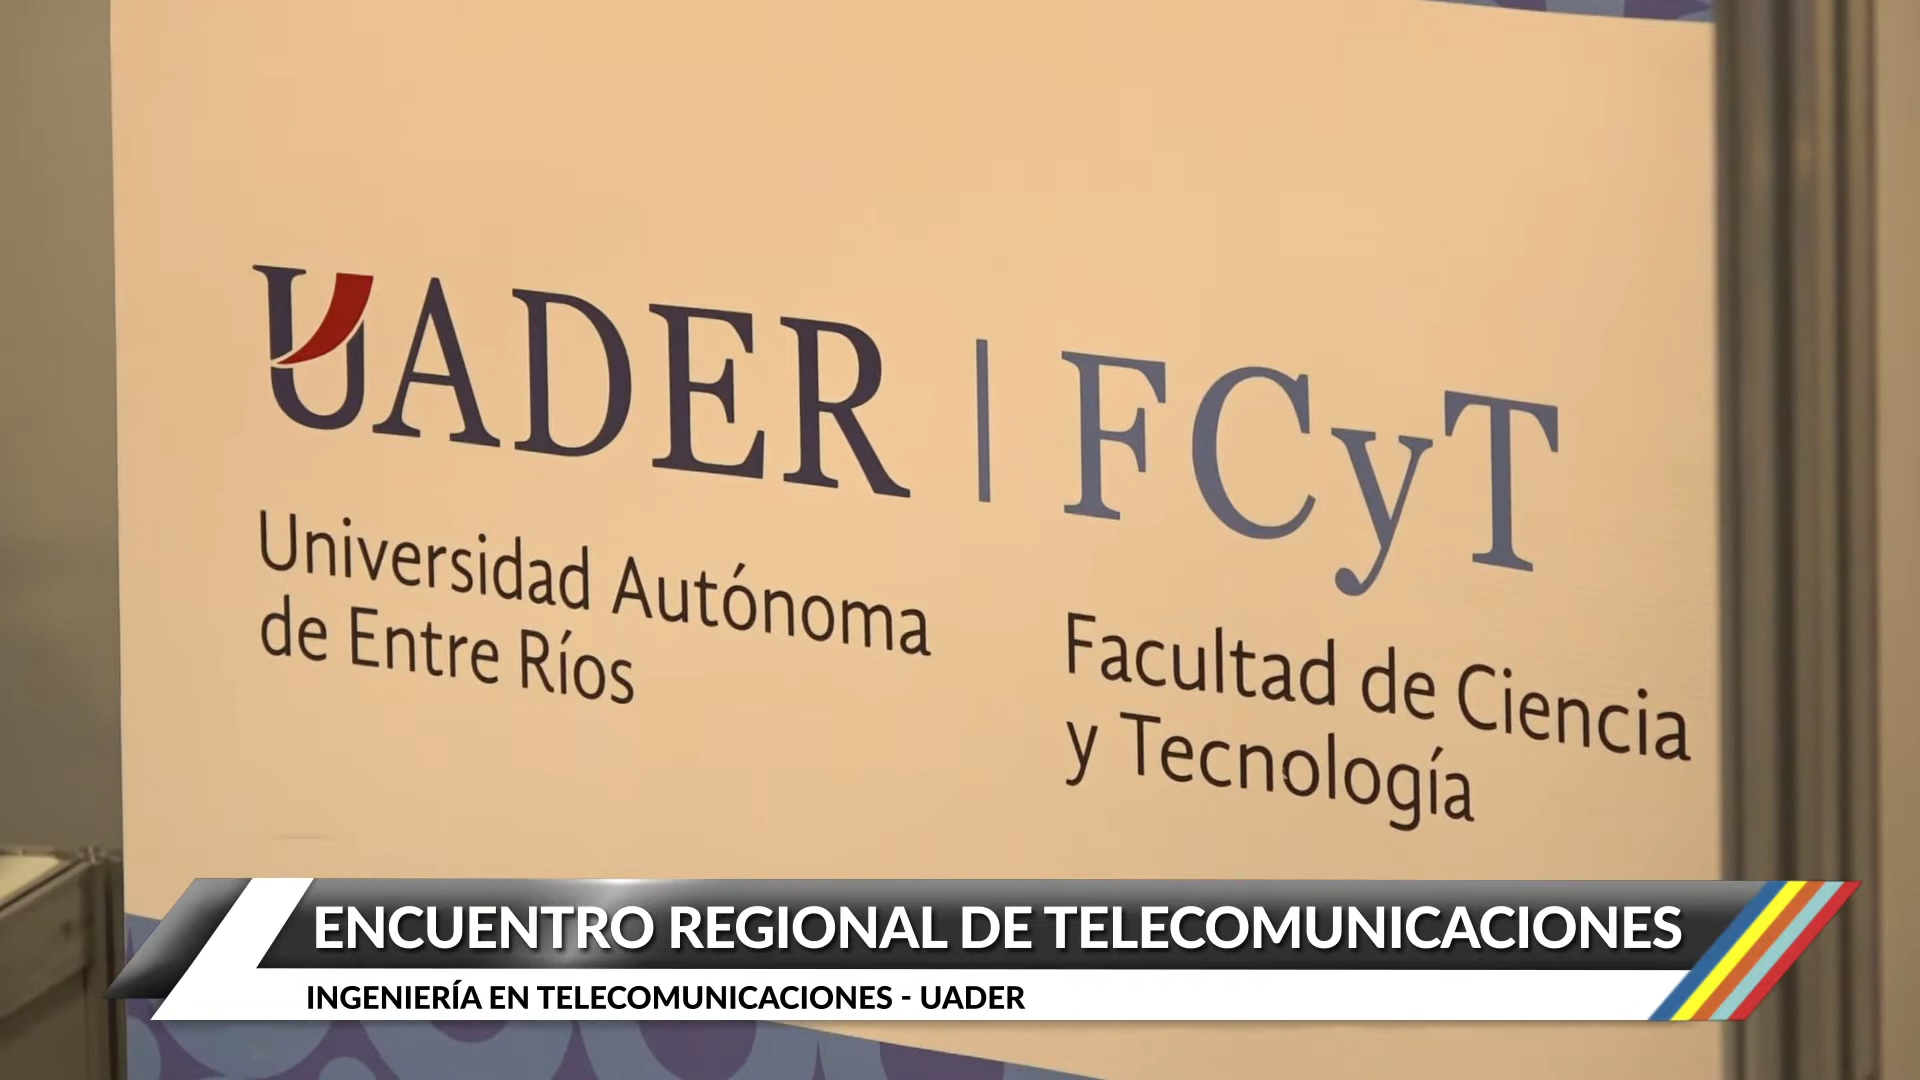 UADER | FCyT
Universidad Autónoma
de Entre Ríos
Facultad de Ciencia
y Tecnología
ENCUENTRO REGIONAL DE TELECOMUNICACIONES
INGENIERÍA EN TELECOMUNICACIONES - UADER